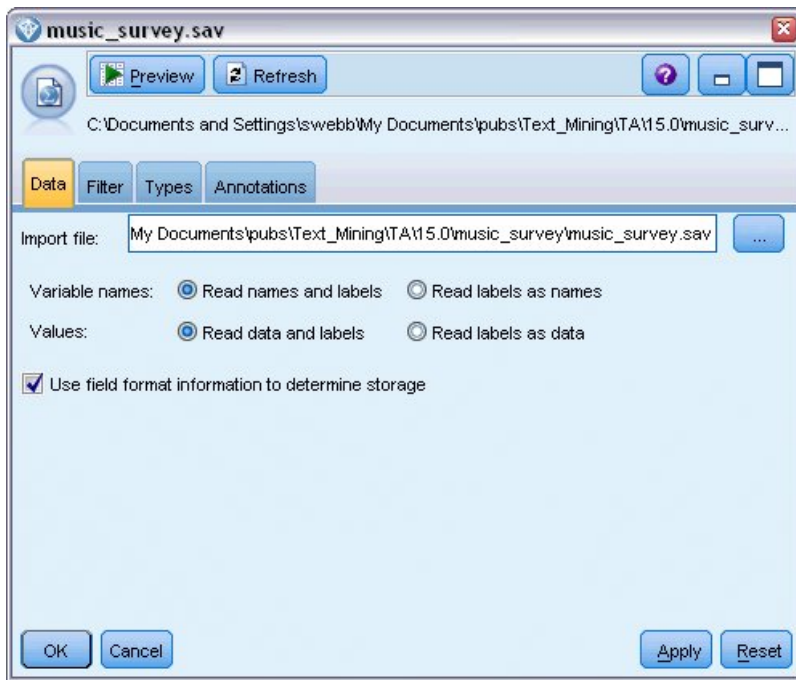 music_survey.sav
Preview Refresh
C:\Documents and Settings\swebb\My Documents\pubs\Text_Mining\TA\15.0\music_surv...
Data Filter Types Annotations
Import file: My Documents\pubs\Text_Mining\TA\15.0\music_survey\music_survey.sav ...
Variable names: Read names and labels Read labels as names
Values: Read data and labels Read labels as data
Use field format information to determine storage
OK Cancel Apply Reset